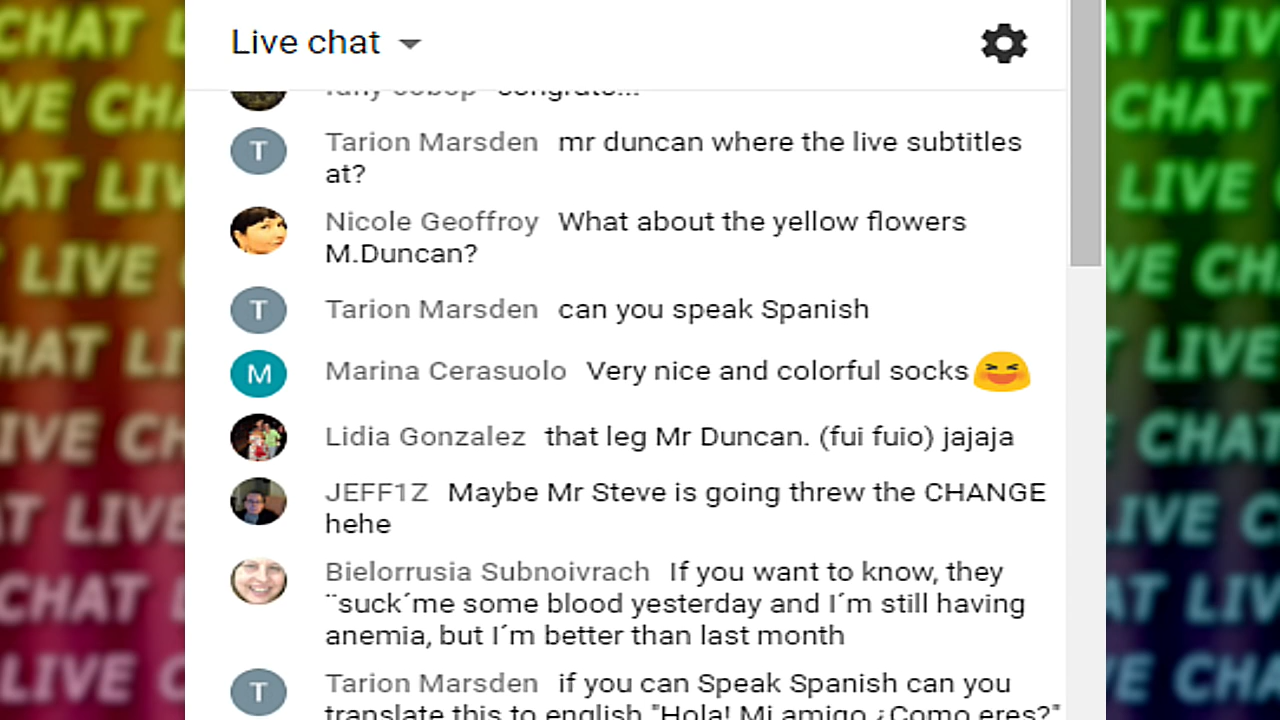 Live chat
Tarion Marsden mr duncan where the live subtitles
at?
Nicole Geoffroy What about the yellow flowers
M.Duncan?
T
Tarion Marsden can you speak Spanish
M
Marina Cerasuolo Very nice and colorful socks😆
Lidia Gonzalez that leg Mr Duncan. (fui fuio) jajaja
JEFF1Z Maybe Mr Steve is going threw the CHANGE
hehe
Bielorrusia Subnoivrach If you want to know, they
¨suck´me some blood yesterday and I´m still having
anemia, but I´m better than last month
T
Tarion Marsden if you can Speak Spanish can you
translate this to english "Hola! Mi amigo ¿Como eres?"